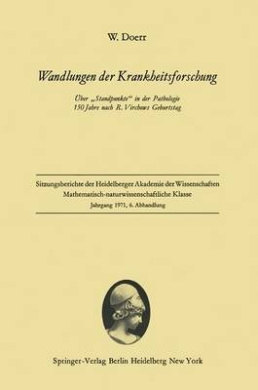 W. Doerr
Wandlungen der Krankheitsforschung
Über „Standpunkte“ in der Pathologie
150 Jahre nach R. Virchows Geburtstag
Sitzungsberichte der Heidelberger Akademie der Wissenschaften
Mathematisch-naturwissenschaftliche Klasse
Jahrgang 1971, 6. Abhandlung
Springer-Verlag Berlin Heidelberg New York